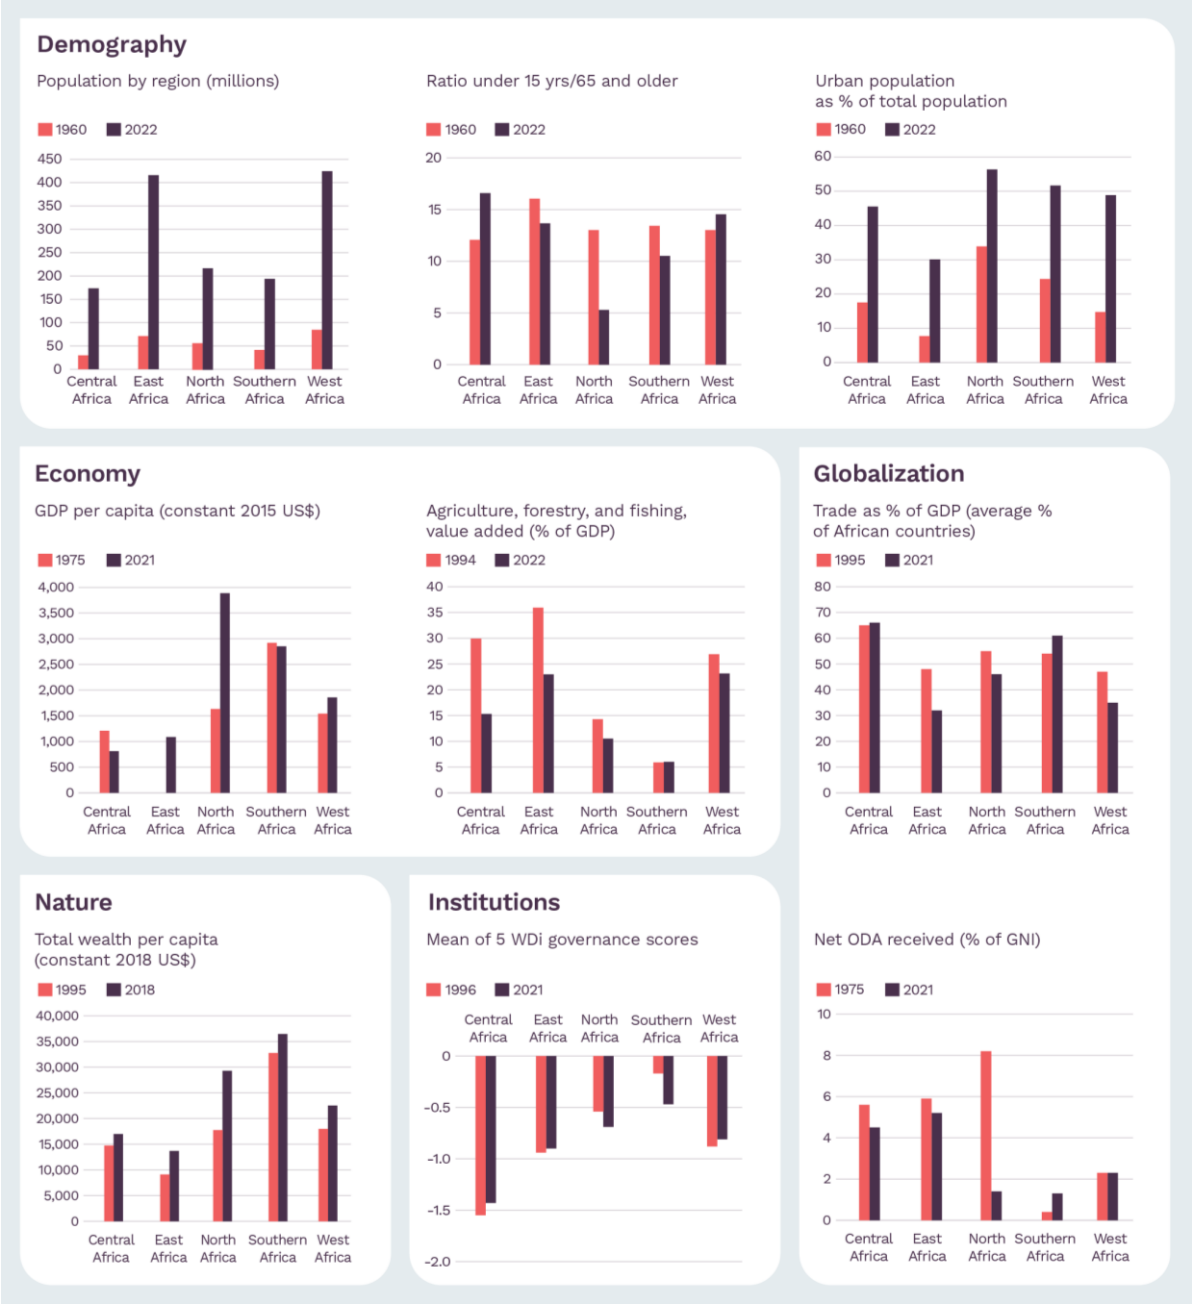 Demography
Population by region (millions)
1960 2022
450
400
350
300
250
200
150
100
50
0
Central East North Southern West
Africa Africa Africa Africa Africa
Ratio under 15 yrs/65 and older
1960 2022
20
15
10
5
0
Central East North Southern West
Africa Africa Africa Africa Africa
Urban population
as % of total population
1960 2022
60
50
40
30
20
10
0
Central East North Southern West
Africa Africa Africa Africa Africa
Economy
GDP per capita (constant 2015 US$)
1975 2021
4,000
3,500
3,000
2,500
2,000
1,500
1,000
500
0
Central East North Southern West
Africa Africa Africa Africa Africa
Agriculture, forestry, and fishing,
value added (% of GDP)
1994 2022
40
35
30
25
20
15
10
5
0
Central East North Southern West
Africa Africa Africa Africa Africa
Globalization
Trade as % of GDP (average %
of African countries)
1995 2021
80
70
60
50
40
30
20
10
0
Central East North Southern West
Africa Africa Africa Africa Africa
Nature
Total wealth per capita
(constant 2018 US$)
1995 2018
40,000
35,000
30,000
25,000
20,000
15,000
10,000
5,000
0
Central East North Southern West
Africa Africa Africa Africa Africa
Institutions
Mean of 5 WDi governance scores
1996 2021
Central East North Southern West
Africa Africa Africa Africa Africa
0
-0.5
-1.0
-1.5
-2.0
Net ODA received (% of GNI)
1975 2021
10
8
6
4
2
0
Central East North Southern West
Africa Africa Africa Africa Africa